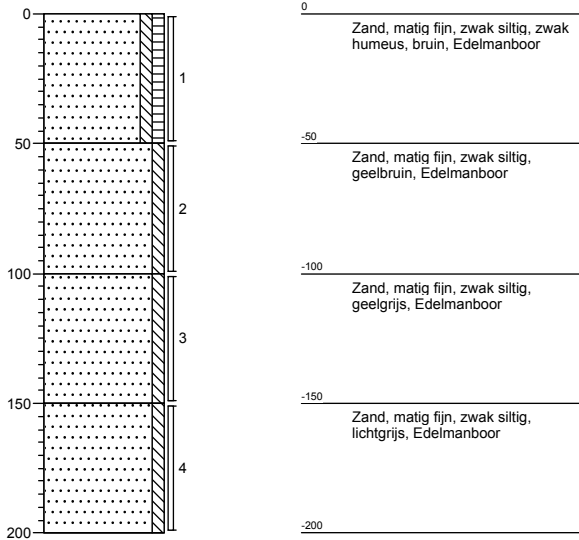 0
50
100
150
200
1
2
3
4
0
Zand, matig fijn, zwak siltig, zwak
humeus, bruin, Edelmanboor
-50
Zand, matig fijn, zwak siltig,
geelbruin, Edelmanboor
-100
Zand, matig fijn, zwak siltig,
geelgrijs, Edelmanboor
-150
Zand, matig fijn, zwak siltig,
lichtgrijs, Edelmanboor
-200